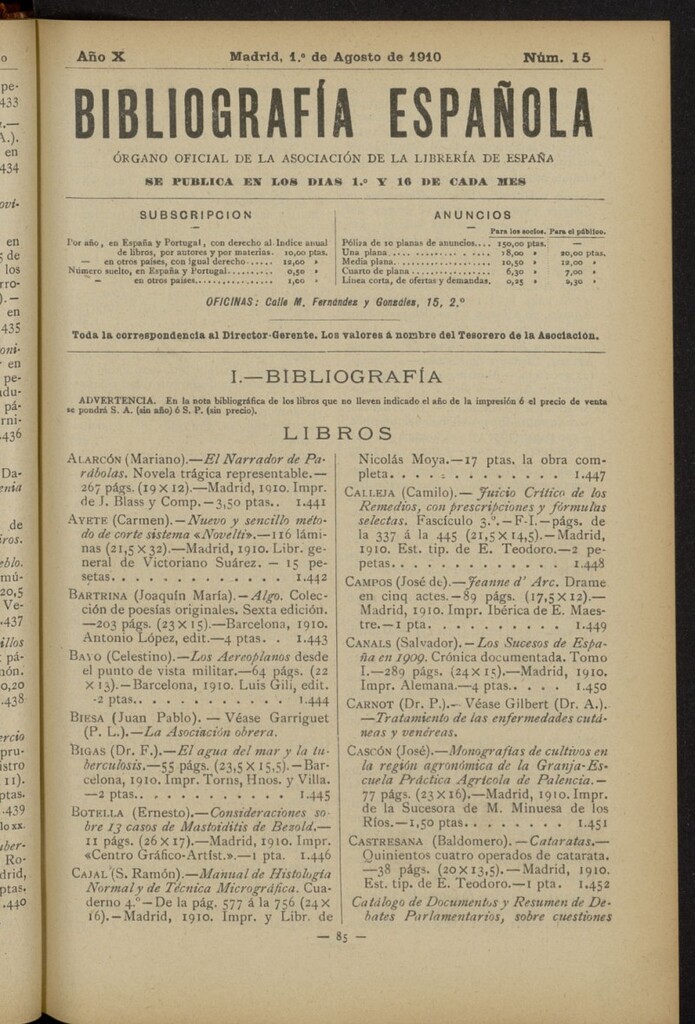 Año X Madrid, 1.º de Agosto de 1910 Núm. 15
BIBLIOGRAFÍA ESPAÑOLA
ÓRGANO OFICIAL DE LA ASOCIACIÓN DE LA LIBRERÍA DE ESPAÑA
SE PUBLICA EN LOS DIAS 1.º Y 16 DE CADA MES
SUBSCRIPCION
Por año, en España y Portugal, con derecho al Indice anual
de libros, por autores y por materias. 10,00 ptas.
— en otros países, con igual derecho..... 12,00 »
Número suelto, en España y Portugal.......... 0,50 »
— en otros países............. 1,00 »
ANUNCIOS
Para los socios. Para el público.
Póliza de 10 planas de anuncios.... 150,00 ptas. —
Una plana........................ 18,00 » 20,00 ptas.
Media plana....................... 10,50 » 12,00 »
Cuarto de plana................... 6,30 » 7,00 »
Línea corta, de ofertas y demandas. 0,25 » 2,30 »
OFICINAS: Calle M. Fernández y González, 15, 2.º
Toda la correspondencia al Director-Gerente. Los valores á nombre del Tesorero de la Asociación.
I.—BIBLIOGRAFÍA
ADVERTENCIA. En la nota bibliográfica de los libros que no lleven indicado el año de la impresión ó el precio de venta
se pondrá S. A. (sin año) ó S. P. (sin precio).
LIBROS
ALARCÓN (Mariano).—El Narrador de Pa-
rábolas. Novela trágica representable.—
267 págs. (19 × 12).—Madrid, 1910. Impr.
de J. Blass y Comp.—3,50 ptas.. 1.441
AYETE (Carmen).—Nuevo y sencillo méto-
do de corte sistema «Novelti».—116 lámi-
nas (21,5 × 32).—Madrid, 1910. Libr. ge-
neral de Victoriano Suárez. — 15 pe-
setas. . . . . . . . . . . . 1.442
BARTRINA (Joaquín María).—Algo. Colec-
ción de poesías originales. Sexta edición.
—203 págs. (23 × 15).—Barcelona, 1910.
Antonio López, edit.—4 ptas. . 1.443
BAYO (Celestino).—Los Aereoplanos desde
el punto de vista militar.—64 págs. (22
× 13).—Barcelona, 1910. Luis Gili, edit.
-2 ptas. . . . . . . . . . . 1.444
BIESA (Juan Pablo). — Véase Garriguet
(P. L.).—La Asociación obrera.
BIGAS (Dr. F.).—El agua del mar y la tu-
berculosis.—55 págs. (23,5 × 15,5).—Bar-
celona, 1910. Impr. Torns, Hnos. y Villa.
—2 ptas. . . . . . . . . . . 1.445
BOTELLA (Ernesto).—Consideraciones so-
bre 13 casos de Mastoiditis de Bezold.—
11 págs. (26 × 17).—Madrid, 1910. Impr.
«Centro Gráfico-Artíst.».—1 pta. 1.446
CAJAL (S. Ramón).—Manual de Histología
Normal y de Técnica Micrográfica. Cua-
derno 4.º—De la pág. 577 á la 756 (24 ×
16).—Madrid, 1910. Impr. y Libr. de
Nicolás Moya.—17 ptas. la obra com-
pleta. . . . . . . . . . . . 1.447
CALLEJA (Camilo).—Juicio Crítico de los
Remedios, con prescripciones y fórmulas
selectas. Fascículo 3.º.—F-I.—págs. de
la 337 á la 445 (21,5 × 14,5).—Madrid,
1910. Est. tip. de E. Teodoro.—2 pe-
petas. . . . . . . . . . . . 1.448
CAMPOS (José de).—Jeanne d' Arc. Drame
en cinq actes.—89 págs. (17,5 × 12).—
Madrid, 1910. Impr. Ibérica de E. Maes-
tre.—1 pta. . . . . . . . . . 1.449
CANALS (Salvador).—Los Sucesos de Espa-
ña en 1909. Crónica documentada. Tomo
I.—289 págs. (24 × 15).—Madrid, 1910.
Impr. Alemana.—4 ptas. . . . . 1.450
CARNOT (Dr. P.).—Véase Gilbert (Dr. A.).
—Tratamiento de las enfermedades cutá-
neas y venéreas.
CASCÓN (José).—Monografías de cultivos en
la región agronómica de la Granja-Es-
cuela Práctica Agrícola de Palencia.—
77 págs. (23 × 16).—Madrid, 1910. Imp.
de la Sucesora de M. Minuesa de los
Ríos.—1,50 ptas. . . . . . . . 1.451
CASTRESANA (Baldomero). — Cataratas.—
Quinientos cuatro operados de catarata.
—38 págs. (20 × 13,5).—Madrid, 1910.
Est. tip. de E. Teodoro.—1 pta. 1.452
Catálogo de Documentos y Resumen de De-
bates Parlamentarios, sobre cuestiones
— 85 —